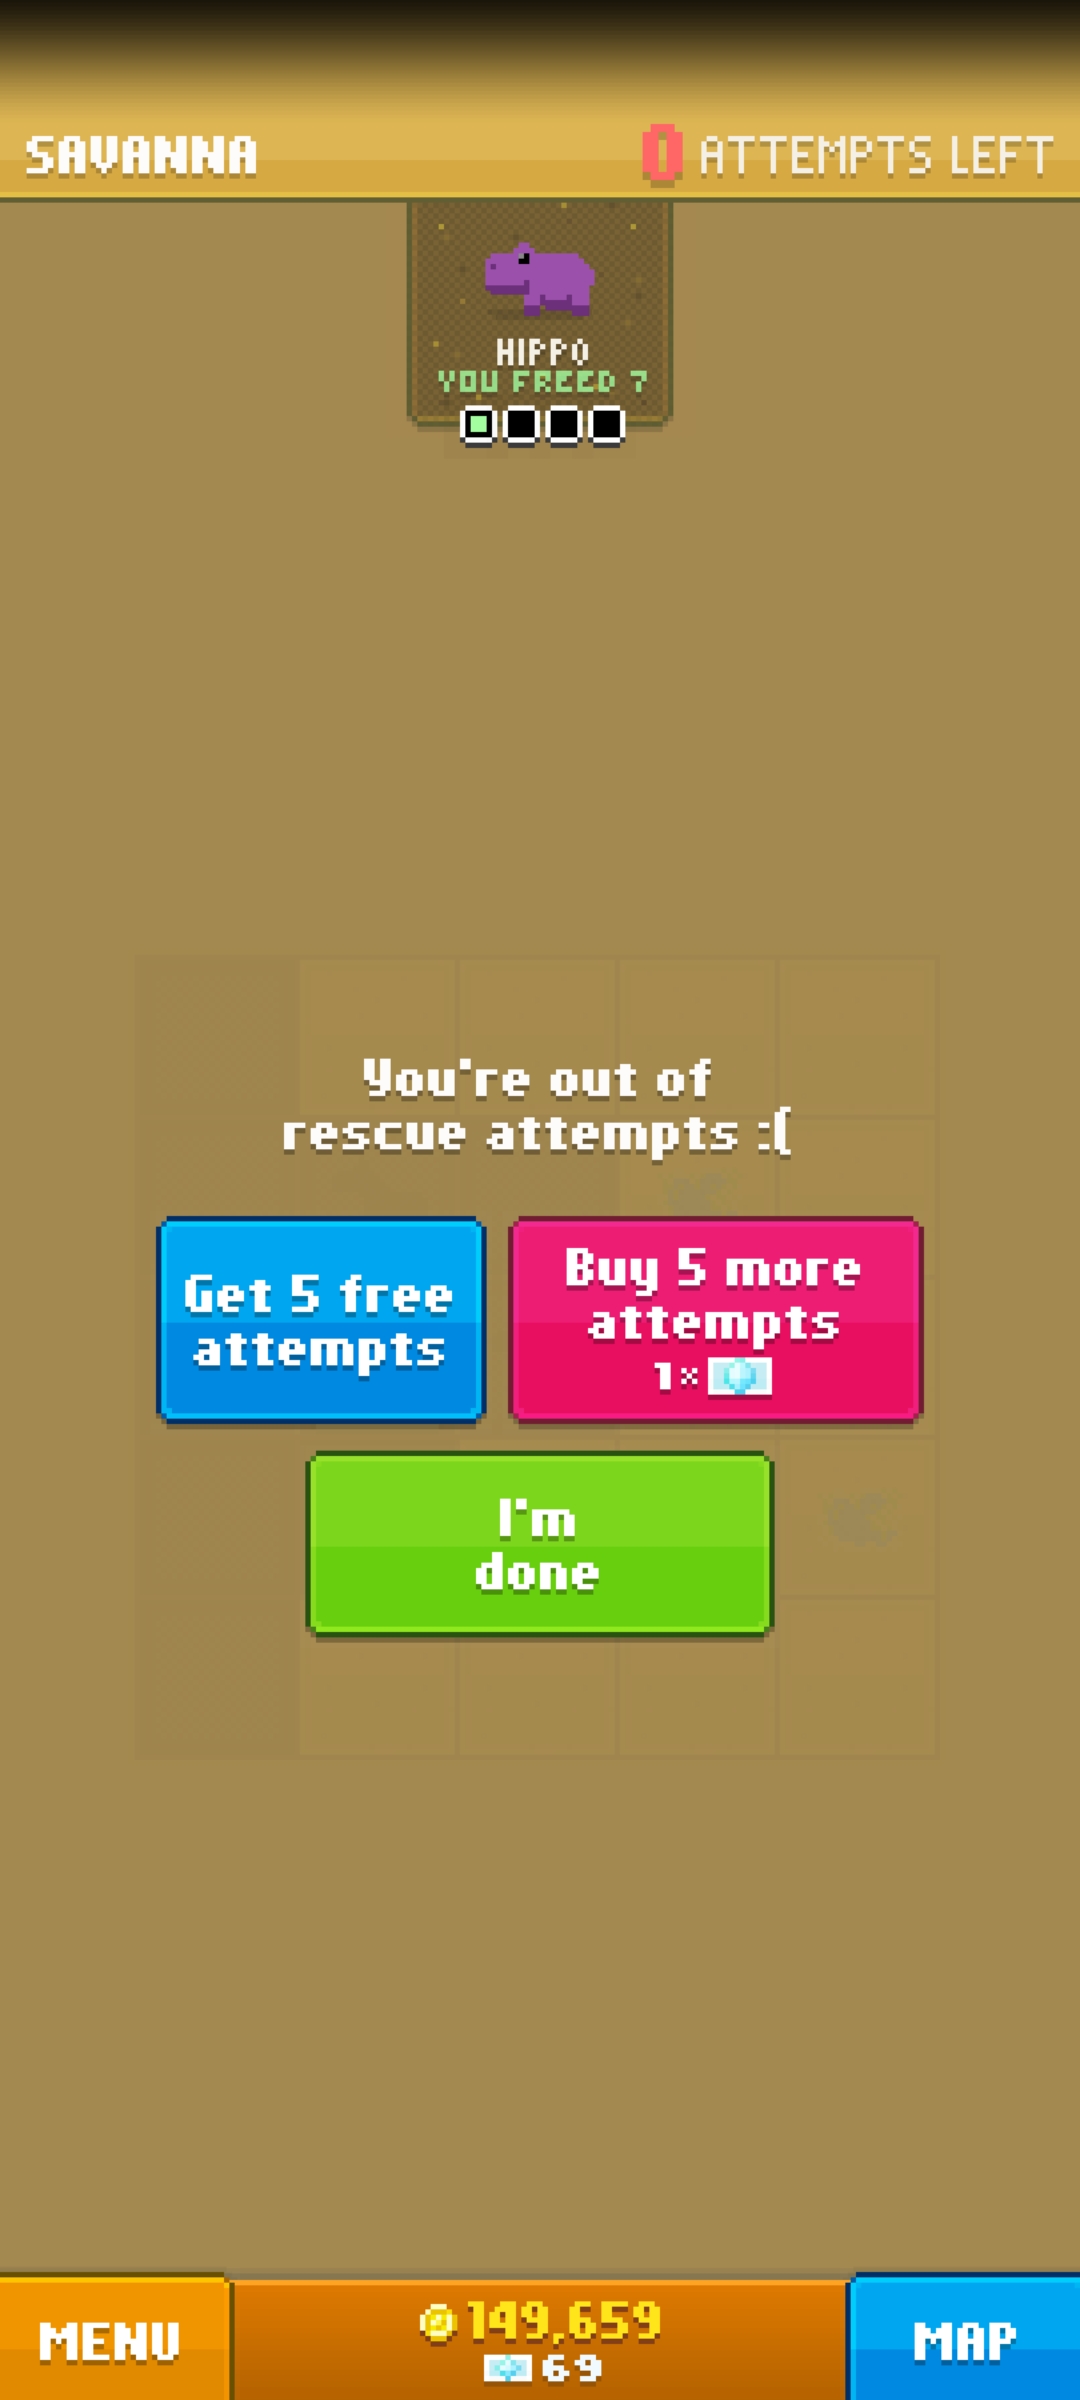 SAVANNA
0 ATTEMPTS LEFT
HIPPO
YOU FREED 7
You're out of
rescue attempts :(
Get 5 free
attempts
Buy 5 more
attempts
1×
I'm
done
MENU
149,659
69
MAP